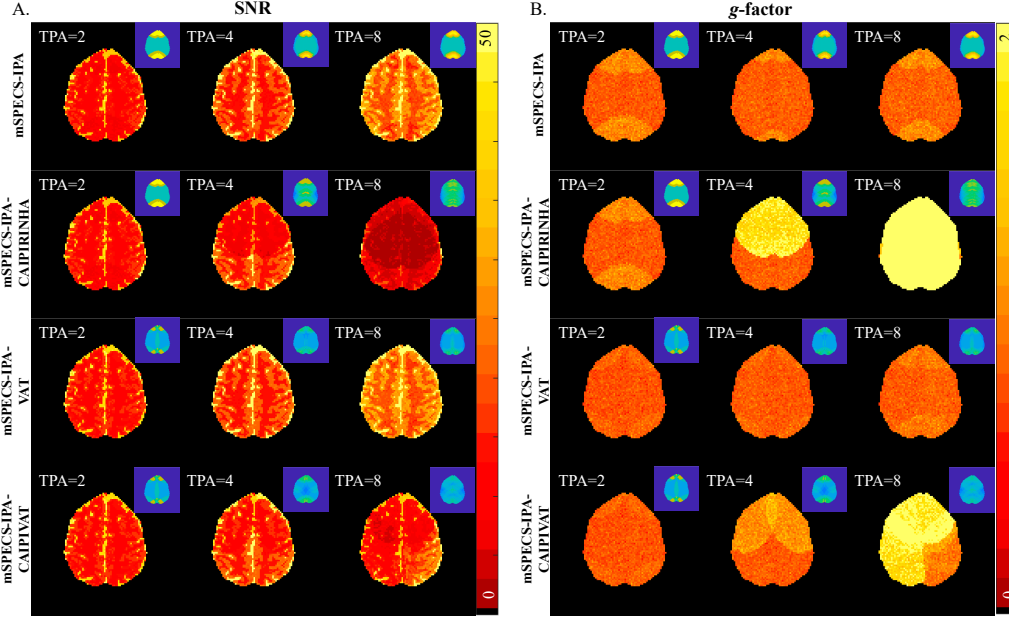 A. SNR
mSPECS-IPA
TPA=2 TPA=4 TPA=8
50
mSPECS-IPA-
CAIPIRINHA
TPA=2 TPA=4 TPA=8
mSPECS-IPA-
VAT
TPA=2 TPA=4 TPA=8
mSPECS-IPA-
CAIPIVAT
TPA=2 TPA=4 TPA=8
0
B. g-factor
mSPECS-IPA
TPA=2 TPA=4 TPA=8
2
mSPECS-IPA-
CAIPIRINHA
TPA=2 TPA=4 TPA=8
mSPECS-IPA-
VAT
TPA=2 TPA=4 TPA=8
mSPECS-IPA-
CAIPIVAT
TPA=2 TPA=4 TPA=8
0